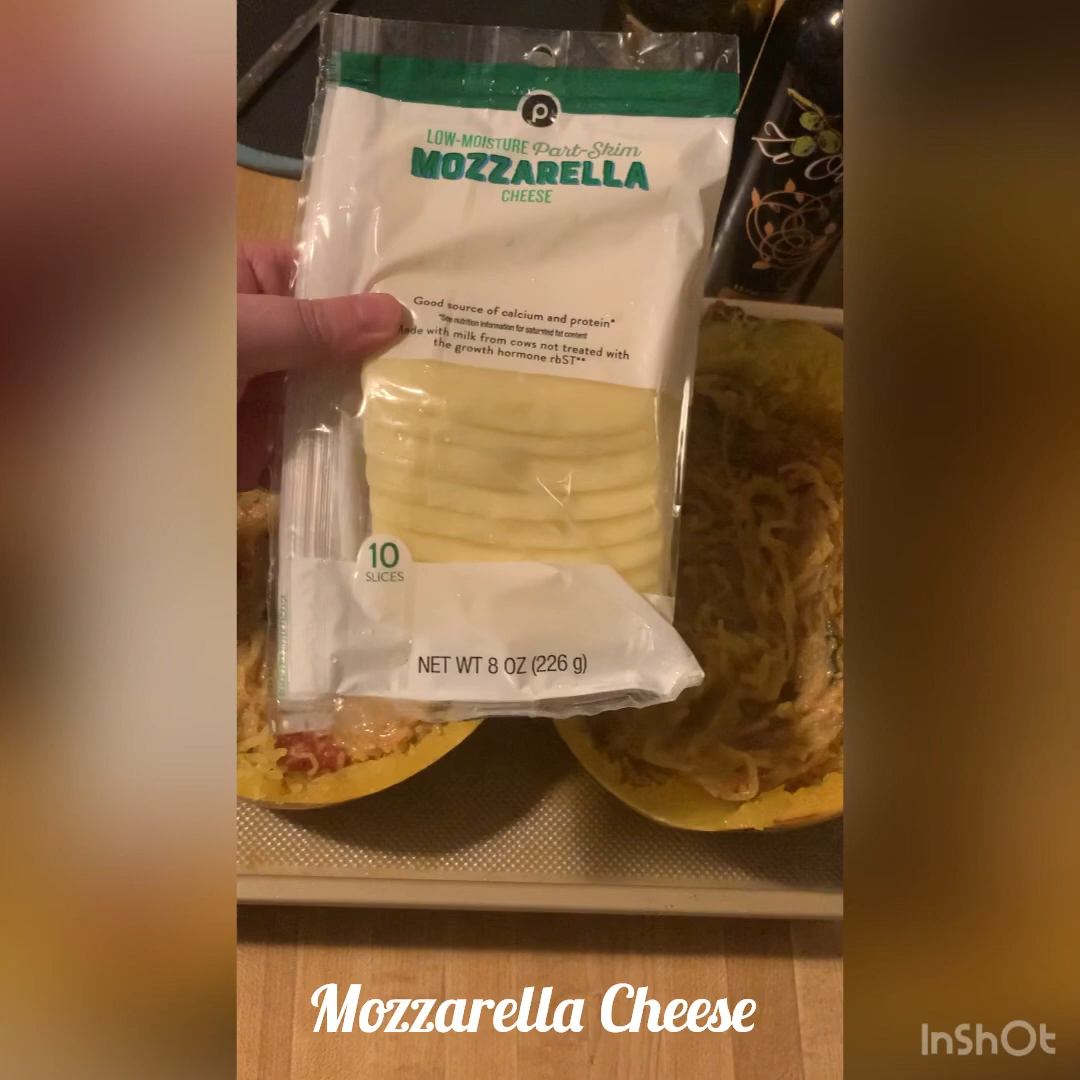 P
LOW-MOISTURE Part-Skim
MOZZARELLA
CHEESE
Good source of calcium and protein*
*See nutrition information for saturated fat content
Made with milk from cows not treated with
the growth hormone rbST**
10
SLICES
NET WT 8 OZ (226 g)
Mozzarella Cheese
InShOt